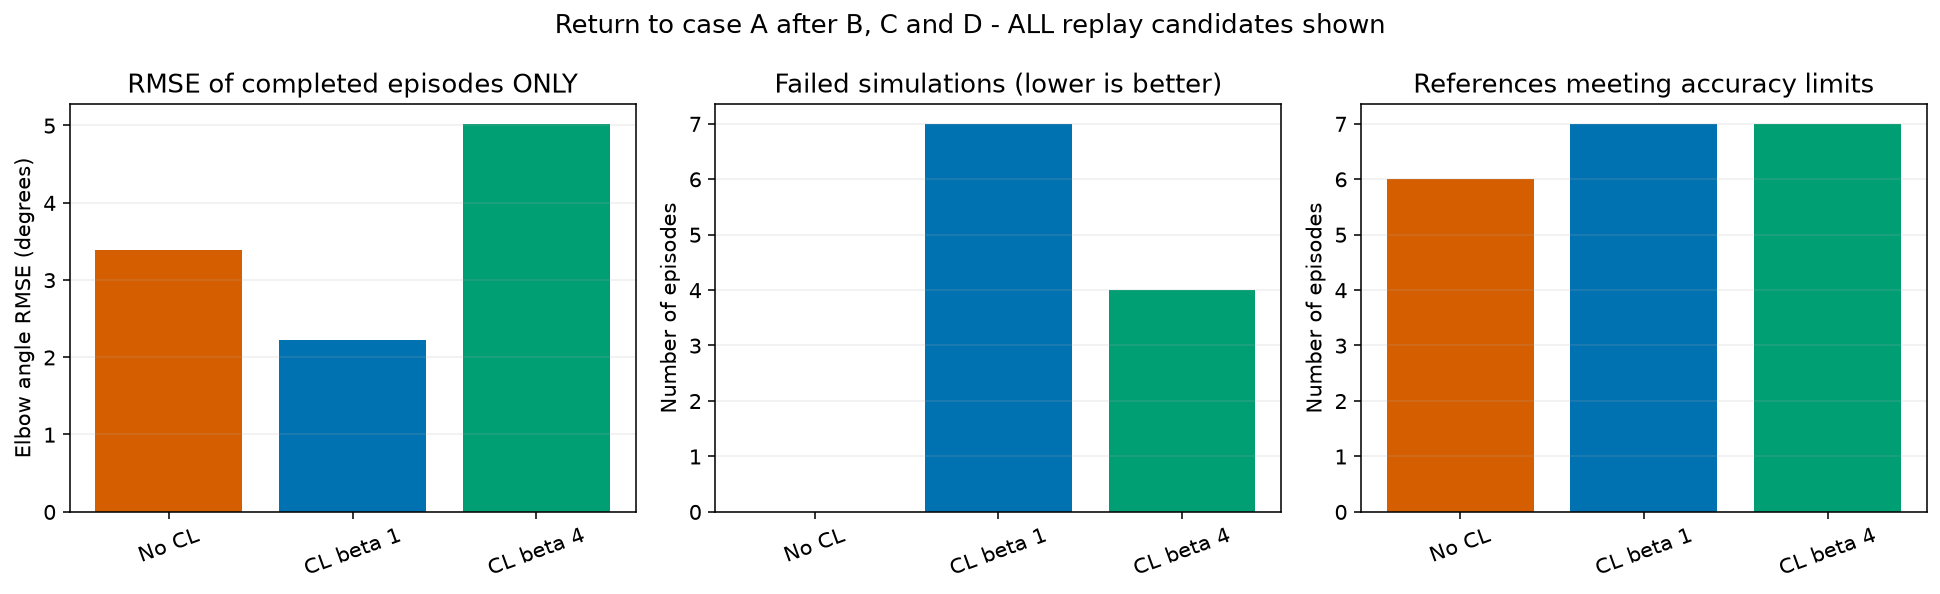 Return to case A after B, C and D - ALL replay candidates shown
RMSE of completed episodes ONLY
Elbow angle RMSE (degrees)
5
4
3
2
1
0
No CL
CL beta 1
CL beta 4
Failed simulations (lower is better)
Number of episodes
7
6
5
4
3
2
1
0
No CL
CL beta 1
CL beta 4
References meeting accuracy limits
Number of episodes
7
6
5
4
3
2
1
0
No CL
CL beta 1
CL beta 4